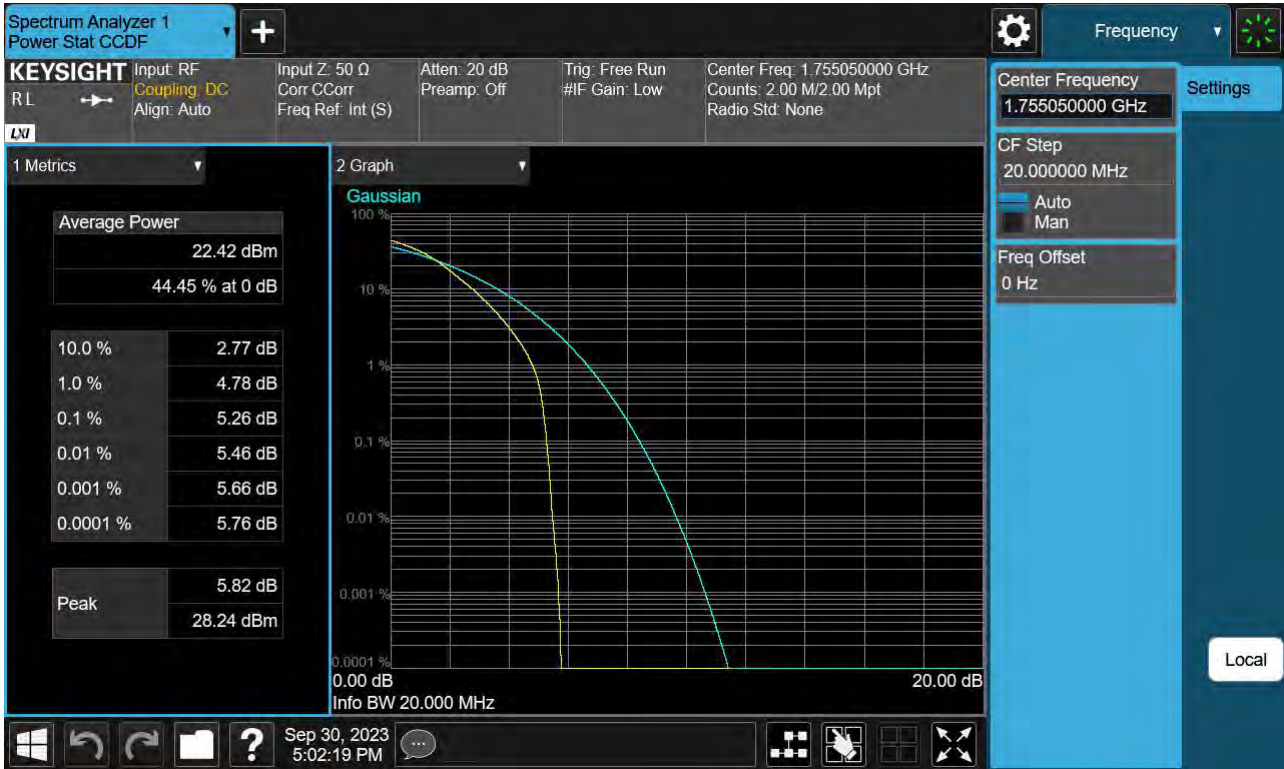 Spectrum Analyzer 1
Power Stat CCDF
Frequency
KEYSIGHT
RL
LXI
Input: RF
Coupling: DC
Align: Auto
Input Z: 50 Ω
Corr CCorr
Freq Ref: Int (S)
Atten: 20 dB
Preamp: Off
Trig: Free Run
#IF Gain: Low
Center Freq: 1.755050000 GHz
Counts: 2.00 M/2.00 Mpt
Radio Std: None
Center Frequency
1.755050000 GHz
Settings
CF Step
20.000000 MHz
Auto
Man
Freq Offset
0 Hz
1 Metrics
Average Power
22.42 dBm
44.45 % at 0 dB
10.0 % 2.77 dB
1.0 % 4.78 dB
0.1 % 5.26 dB
0.01 % 5.46 dB
0.001 % 5.66 dB
0.0001 % 5.76 dB
Peak
5.82 dB
28.24 dBm
2 Graph
Gaussian
100 %
10 %
1 %
0.1 %
0.01 %
0.001 %
0.0001 %
0.00 dB 20.00 dB
Info BW 20.000 MHz
Local
?
Sep 30, 2023
5:02:19 PM